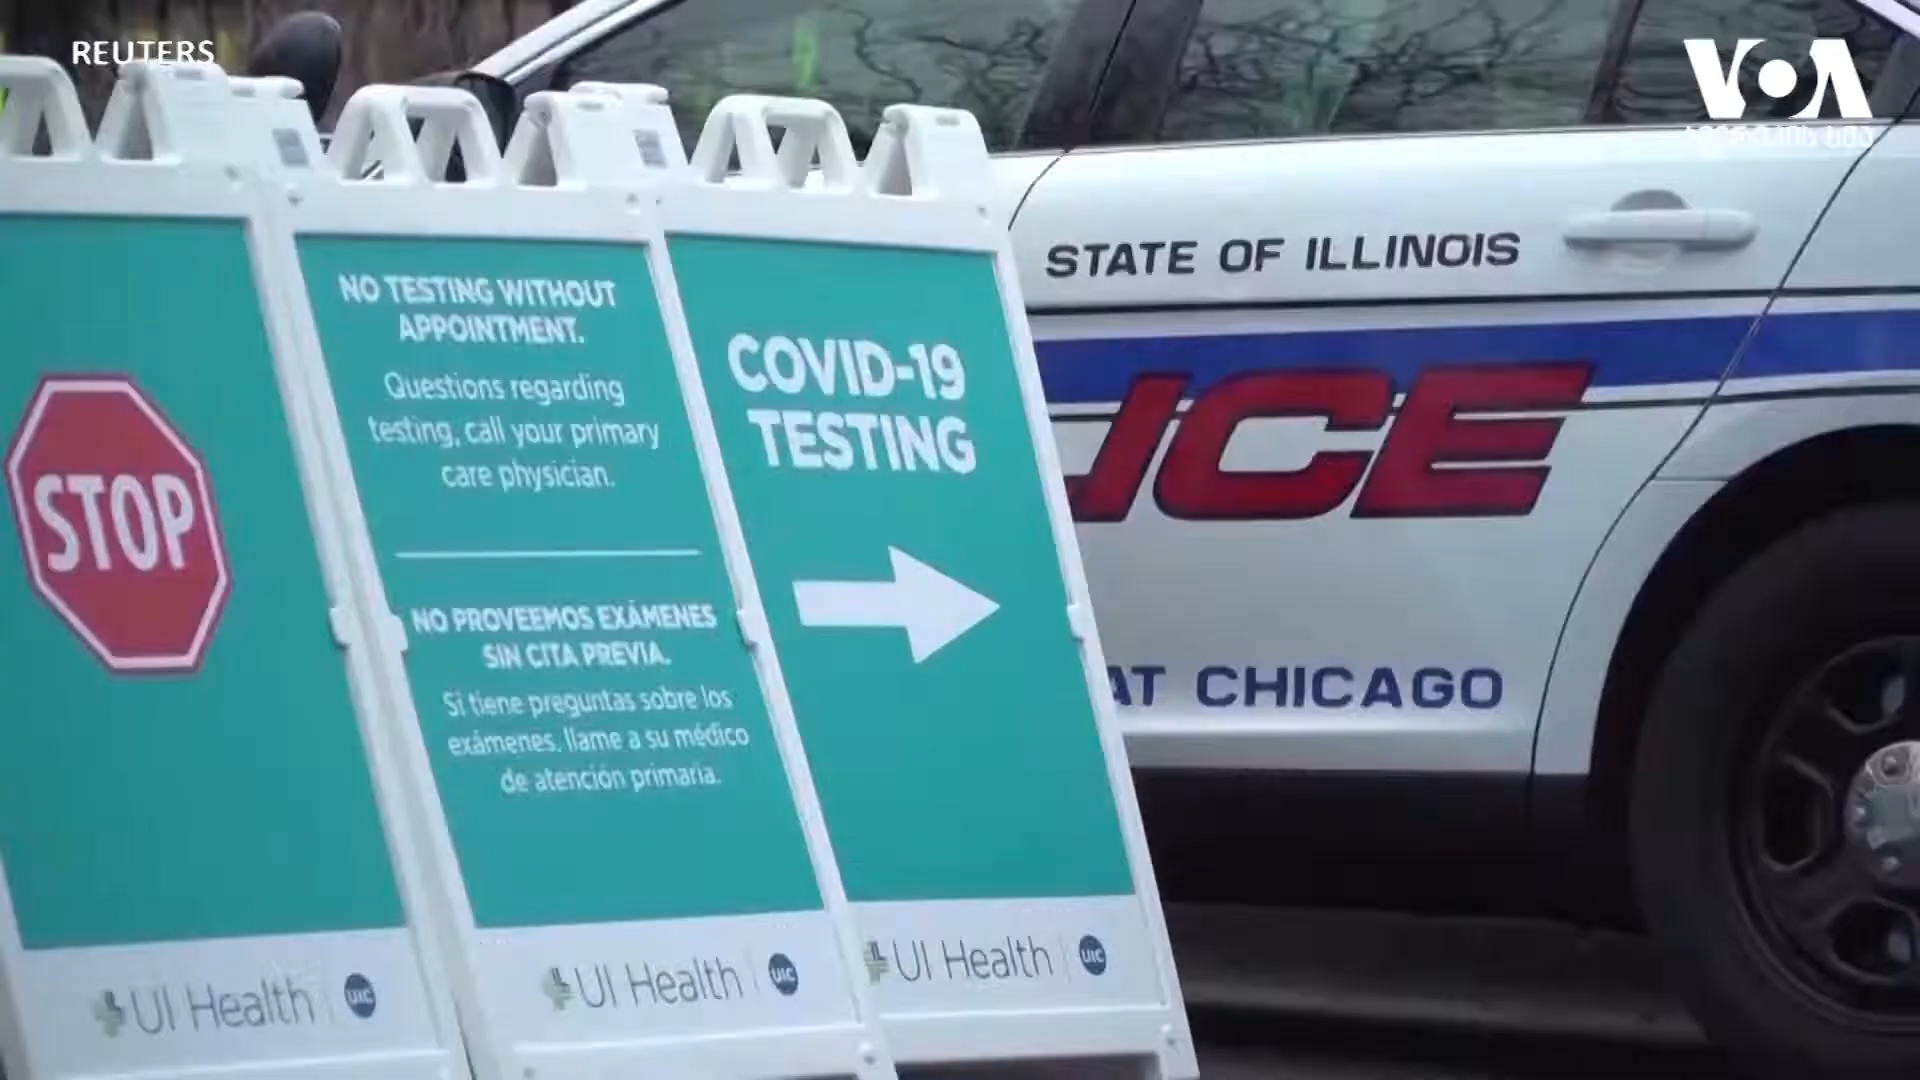 REUTERS
VOA
STOP
UI Health
UIC
NO TESTING WITHOUT
APPOINTMENT.
Questions regarding
testing, call your primary
care physician.
NO PROVEEMOS EXÁMENES
SIN CITA PREVIA.
Si tiene preguntas sobre los
exámenes, llame a su médico
de atención primaria.
UI Health
UIC
COVID-19
TESTING
UI Health
UIC
STATE OF ILLINOIS
ICE
AT CHICAGO